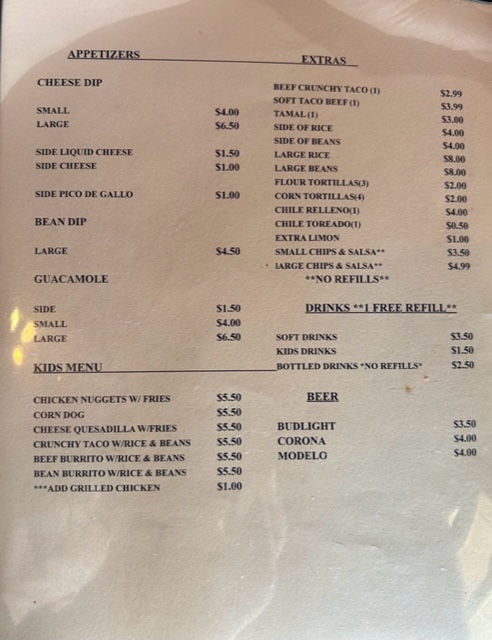 APPETIZERS
CHEESE DIP
SMALL $4.00
LARGE $6.50
SIDE LIQUID CHEESE $1.50
SIDE CHEESE $1.00
SIDE PICO DE GALLO $1.00
BEAN DIP
LARGE $4.50
GUACAMOLE
SIDE $1.50
SMALL $4.00
LARGE $6.50
KIDS MENU
CHICKEN NUGGETS W/ FRIES $5.50
CORN DOG $5.50
CHEESE QUESADILLA W/FRIES $5.50
CRUNCHY TACO W/RICE & BEANS $5.50
BEEF BURRITO W/RICE & BEANS $5.50
BEAN BURRITO W/RICE & BEANS $5.50
***ADD GRILLED CHICKEN $1.00
EXTRAS
BEEF CRUNCHY TACO (1) $2.99
SOFT TACO BEEF (1) $3.99
TAMAL (1) $3.00
SIDE OF RICE $4.00
SIDE OF BEANS $4.00
LARGE RICE $8.00
LARGE BEANS $8.00
FLOUR TORTILLAS(3) $2.00
CORN TORTILLAS(4) $2.00
CHILE RELLENO(1) $4.00
CHILE TOREADO(1) $0.50
EXTRA LIMON $1.00
SMALL CHIPS & SALSA** $3.50
LARGE CHIPS & SALSA** $4.99
**NO REFILLS**
DRINKS **1 FREE REFILL**
SOFT DRINKS $3.50
KIDS DRINKS $1.50
BOTTLED DRINKS *NO REFILLS* $2.50
BEER
BUDLIGHT $3.50
CORONA $4.00
MODELO $4.00